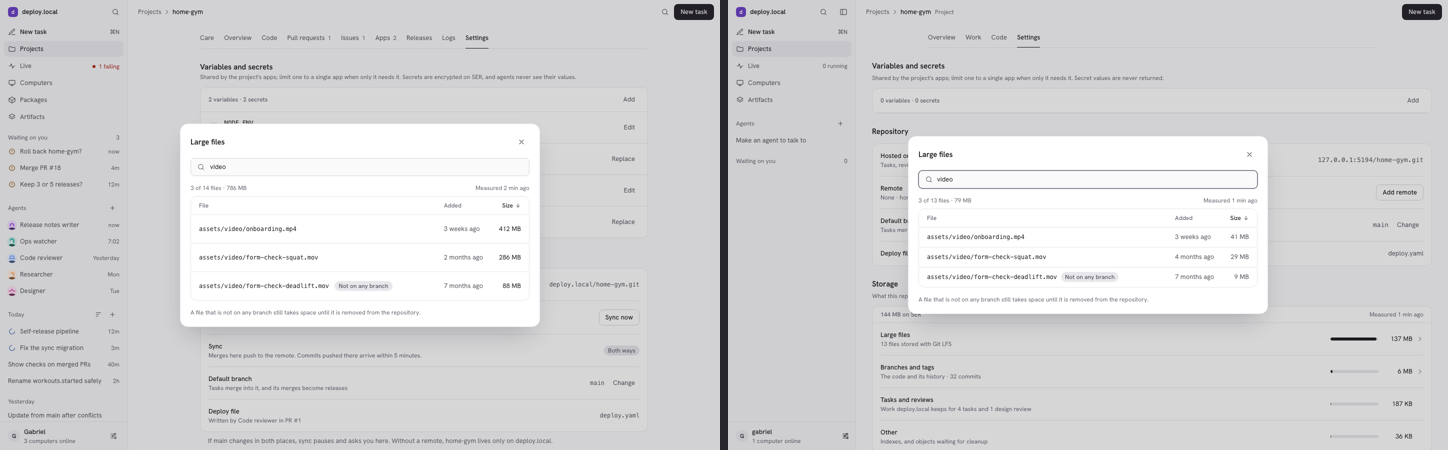 deploy.local
Projects > home-gym
New task
New task ⌘N
Projects
Live 1 failing
Computers
Packages
Artifacts
Waiting on you 3
Roll back home-gym? now
Merge PR #18 4m
Keep 3 or 5 releases? 12m
Agents
Release notes writer now
Ops watcher 7:02
Code reviewer Yesterday
Researcher Mon
Designer Tue
Today
Self-release pipeline 12m
Fix the sync migration 3m
Show checks on merged PRs 40m
Rename workouts.started safely 2h
Yesterday
Update from main after conflicts
G Gabriel
3 computers online
Care Overview Code Pull requests 1 Issues 1 Apps 2 Releases Logs Settings
Variables and secrets
Shared by the project's apps; limit one to a single app when only it needs it. Secrets are encrypted on SER, and agents never see their values.
2 variables · 2 secrets Add
NODE_ENV
Edit
Replace
Edit
Replace
Large files
video
3 of 14 files · 786 MB Measured 2 min ago
File Added Size ↓
assets/video/onboarding.mp4 3 weeks ago 412 MB
assets/video/form-check-squat.mov 2 months ago 286 MB
assets/video/form-check-deadlift.mov Not on any branch 7 months ago 88 MB
A file that is not on any branch still takes space until it is removed from the repository.
deploy.local/home-gym.git
Sync now
Sync
Merges here push to the remote. Commits pushed there arrive within 5 minutes.
Both ways
Default branch
Tasks merge into it, and its merges become releases
main Change
Deploy file
Written by Code reviewer in PR #1
deploy.yaml
If main changes in both places, sync pauses and asks you here. Without a remote, home-gym lives only on deploy.local.
deploy.local
Projects > home-gym Project
New task
New task ⌘N
Projects
Live 0 running
Computers
Artifacts
Agents
Make an agent to talk to
Waiting on you 0
G gabriel
1 computer online
Overview Work Code Settings
Variables and secrets
Shared by the project's apps; limit one to a single app when only it needs it. Secret values are never returned.
0 variables · 0 secrets Add
Repository
Hosted on
127.0.0.1:5194/home-gym.git
Remote
Add remote
main Change
Deploy
deploy.yaml
Large files
video
3 of 13 files · 79 MB Measured 1 min ago
File Added Size ↓
assets/video/onboarding.mp4 3 weeks ago 41 MB
assets/video/form-check-squat.mov 4 months ago 29 MB
assets/video/form-check-deadlift.mov Not on any branch 7 months ago 9 MB
A file that is not on any branch still takes space until it is removed from the repository.
Storage
What this
144 MB on SER Measured 1 min ago
Large files
13 files stored with Git LFS
137 MB
Branches and tags
The code and its history · 32 commits
6 MB
Tasks and reviews
Work deploy.local keeps for 4 tasks and 1 design review
187 KB
Other
Indexes, and objects waiting for cleanup
36 KB